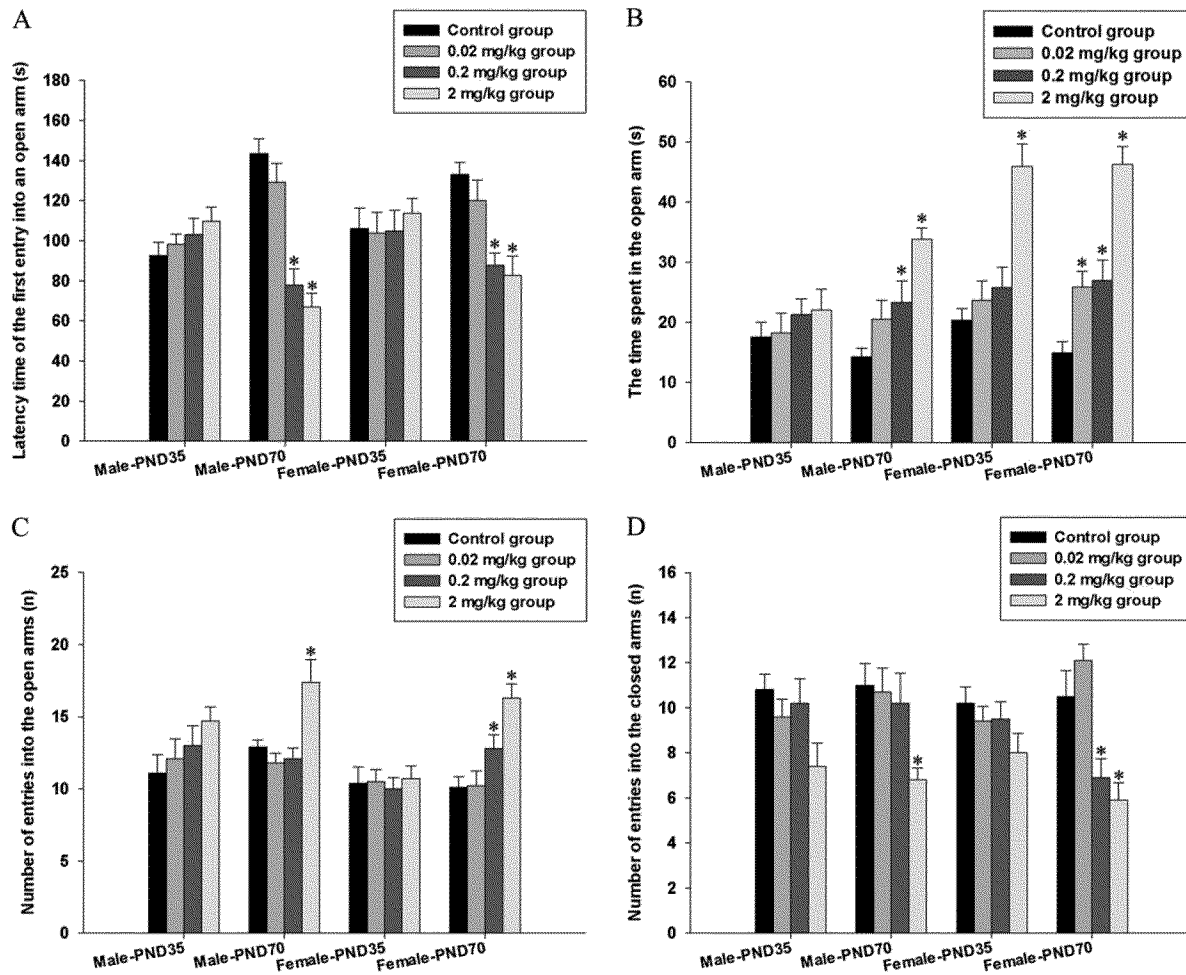 A
Control group
0.02 mg/kg group
0.2 mg/kg group
2 mg/kg group
Latency time of the first entry into an open arm (s)
180
160
140
120
100
80
60
40
20
0
* * * *
Male-PND35 Male-PND70 Female-PND35 Female-PND70
B
Control group
0.02 mg/kg group
0.2 mg/kg group
2 mg/kg group
The time spent in the open arm (s)
60
50
40
30
20
10
0
* * * * * *
Male-PND35 Male-PND70 Female-PND35 Female-PND70
C
Control group
0.02 mg/kg group
0.2 mg/kg group
2 mg/kg group
Number of entries into the open arms (n)
25
20
15
10
5
0
* * *
Male-PND35 Male-PND70 Female-PND35 Female-PND70
D
Control group
0.02 mg/kg group
0.2 mg/kg group
2 mg/kg group
Number of entries into the closed arms (n)
16
14
12
10
8
6
4
2
0
* * *
Male-PND35 Male-PND70 Female-PND35 Female-PND70